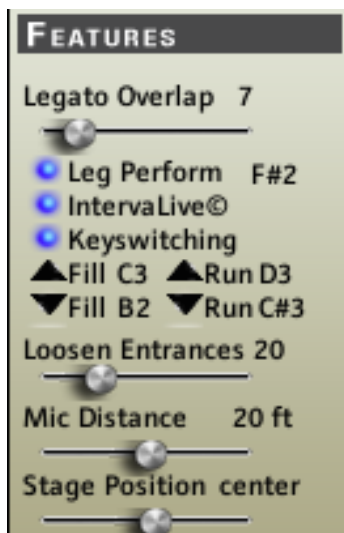 FEATURES
Legato Overlap 7
Leg Perform F#2
IntervaLive©
Keyswitching
Fill C3 Run D3
Fill B2 Run C#3
Loosen Entrances 20
Mic Distance 20 ft
Stage Position center